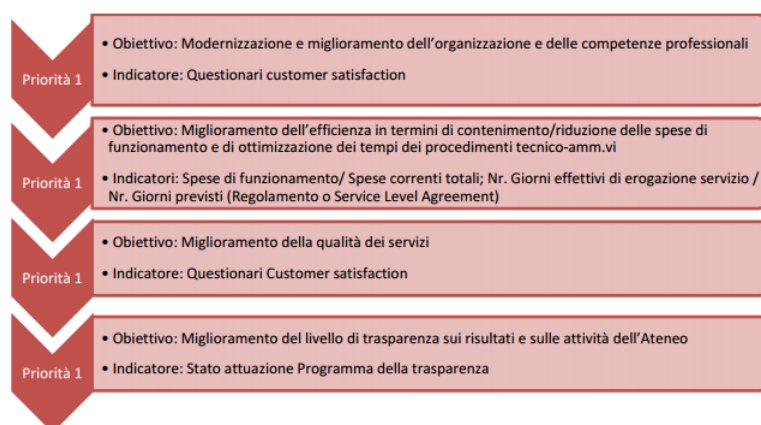 Priorità 1
• Obiettivo: Modernizzazione e miglioramento dell'organizzazione e delle competenze professionali
• Indicatore: Questionari customer satisfaction
Priorità 1
• Obiettivo: Miglioramento dell'efficienza in termini di contenimento/riduzione delle spese di
funzionamento e di ottimizzazione dei tempi dei procedimenti tecnico-amm.vi
• Indicatori: Spese di funzionamento/ Spese correnti totali; Nr. Giorni effettivi di erogazione servizio /
Nr. Giorni previsti (Regolamento o Service Level Agreement)
Priorità 1
• Obiettivo: Miglioramento della qualità dei servizi
• Indicatore: Questionari Customer satisfaction
Priorità 1
• Obiettivo: Miglioramento del livello di trasparenza sui risultati e sulle attività dell'Ateneo
• Indicatore: Stato attuazione Programma della trasparenza